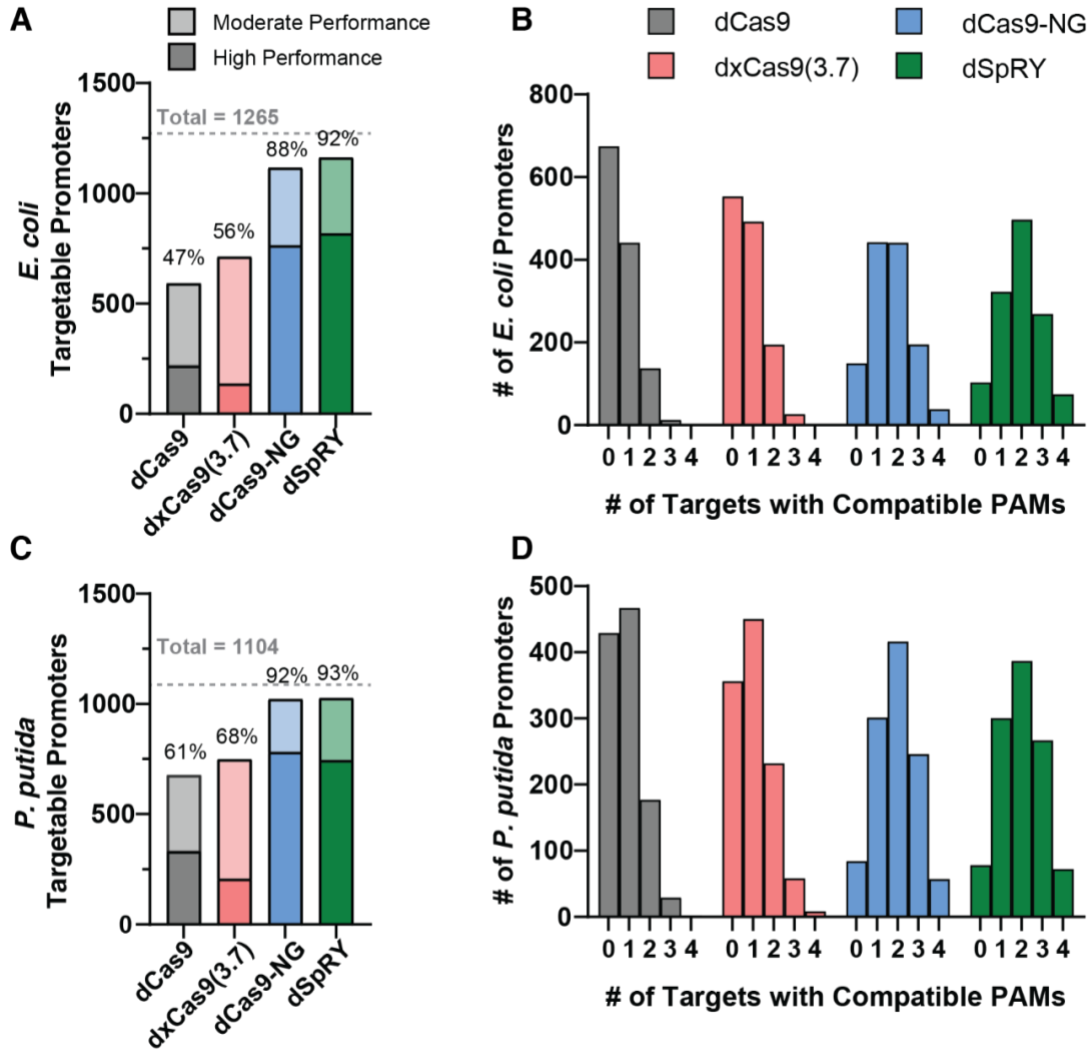 A
Moderate Performance
High Performance
E. coli
Targetable Promoters
1500
1000
500
0
Total = 1265
47%
56%
88%
92%
dCas9
dxCas9(3.7)
dCas9-NG
dSpRY
B
dCas9
dxCas9(3.7)
dCas9-NG
dSpRY
# of E. coli Promoters
800
600
400
200
0
0 1 2 3 4 0 1 2 3 4 0 1 2 3 4 0 1 2 3 4
# of Targets with Compatible PAMs
C
P. putida
Targetable Promoters
1500
1000
500
0
Total = 1104
61%
68%
92%
93%
dCas9
dxCas9(3.7)
dCas9-NG
dSpRY
D
# of P. putida Promoters
500
400
300
200
100
0
0 1 2 3 4 0 1 2 3 4 0 1 2 3 4 0 1 2 3 4
# of Targets with Compatible PAMs